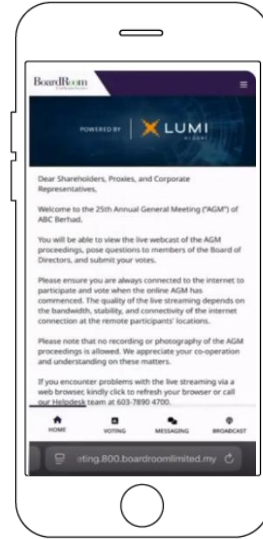 BoardRoom
POWERED BY LUMI
Dear Shareholders, Proxies, and Corporate
Representatives,
Welcome to the 25th Annual General Meeting ("AGM") of
ABC Berhad.
You will be able to view the live webcast of the AGM
proceedings, pose questions to members of the Board of
Directors, and submit your votes.
Please ensure you are always connected to the internet to
participate and vote when the online AGM has
commenced. The quality of the live streaming depends on
the bandwidth, stability, and connectivity of the internet
connection at the remote participants' locations.
Please note that no recording or photography of the AGM
proceedings is allowed. We appreciate your co-operation
and understanding on these matters.
If you encounter problems with the live streaming via a
web browser, kindly click to refresh your browser or call
our Helpdesk team at 603-7890 4700.
HOME VOTING MESSAGING BROADCAST
eting.800.boardroomlimited.my